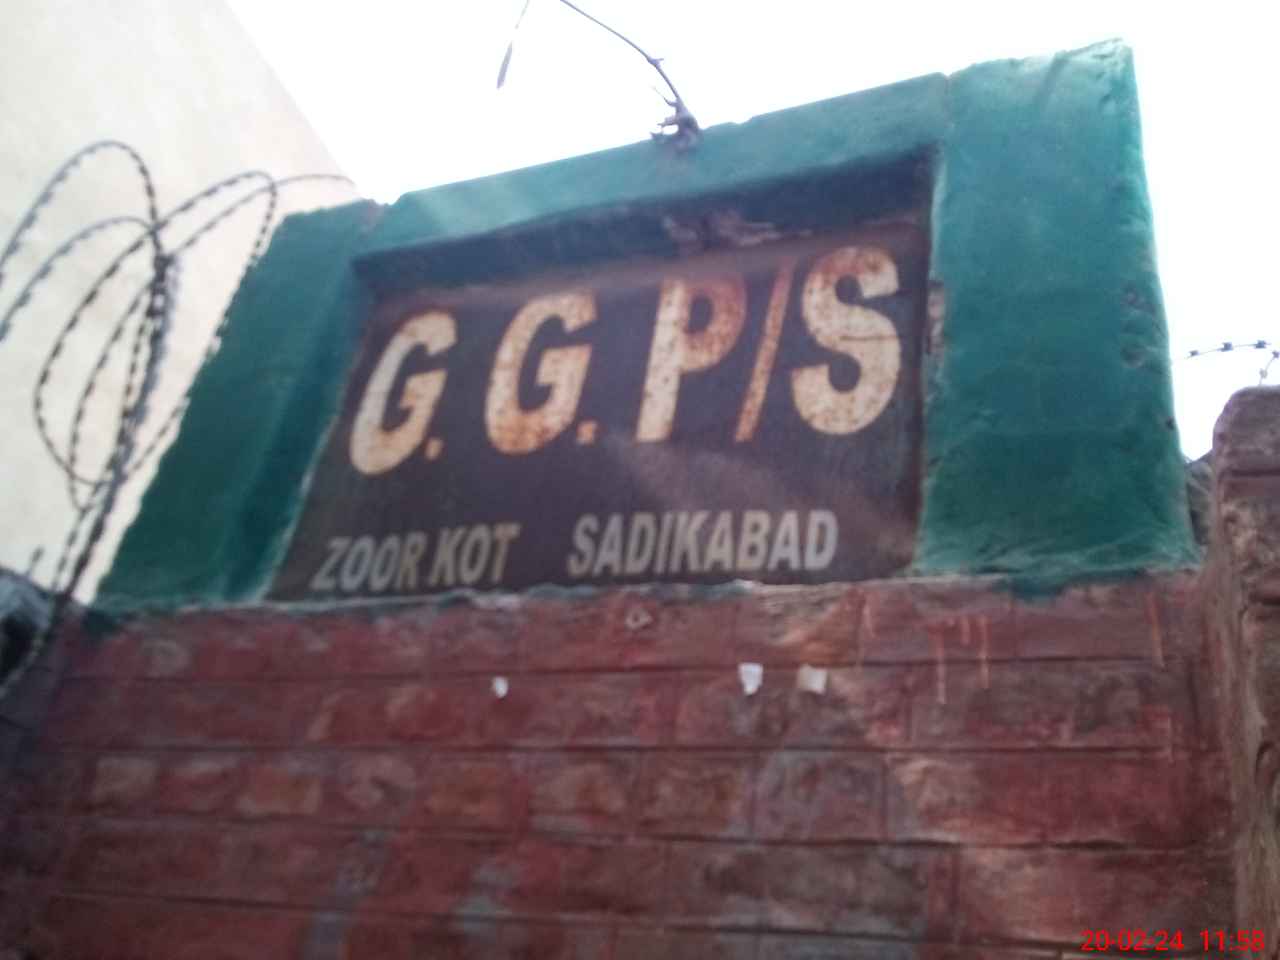 G. G. P/S
ZOOR KOT SADIKABAD
20-02-24 11:58